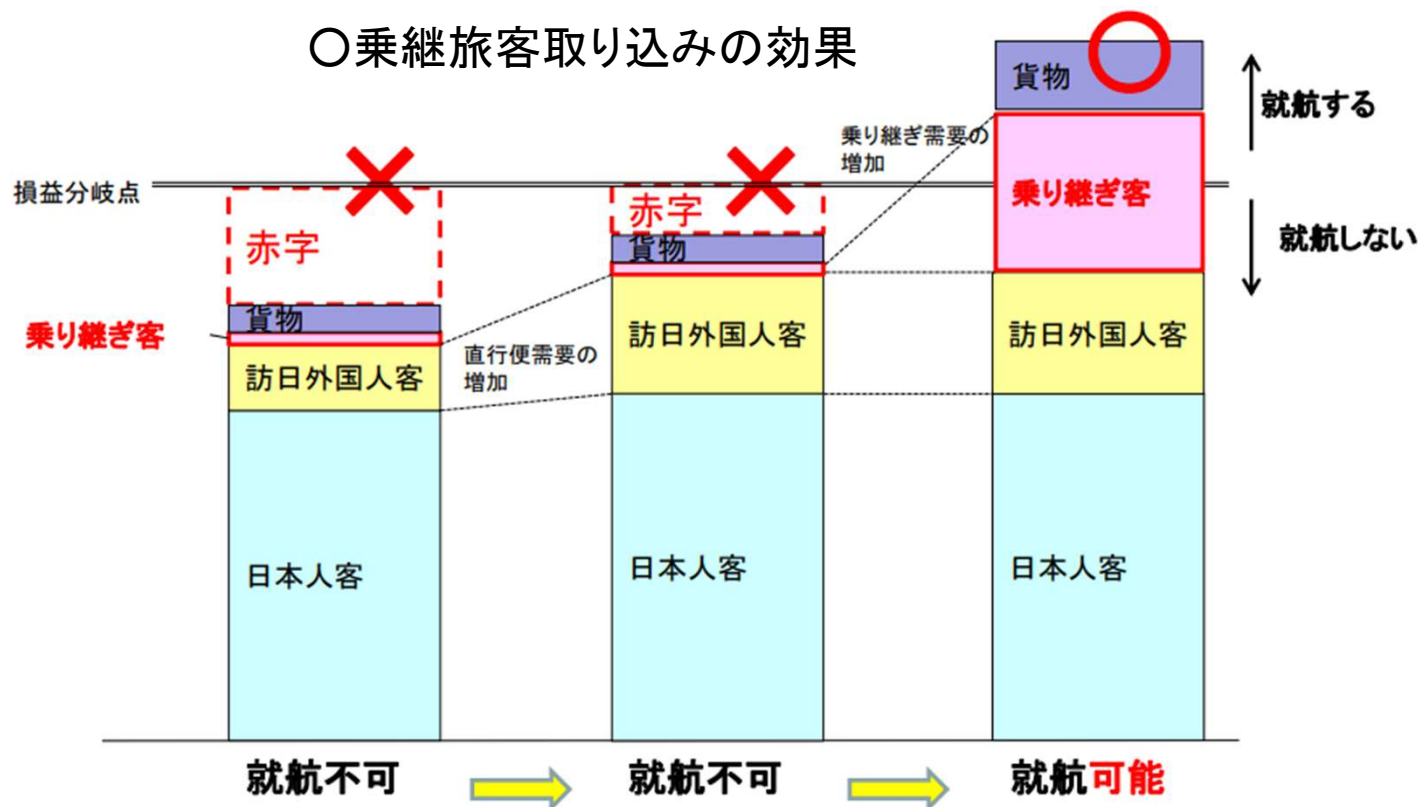 〇乗継旅客取り込みの効果
貨物
就航する
乗り継ぎ需要の
増加
損益分岐点
赤字
赤字
乗り継ぎ客
就航しない
貨物
貨物
乗り継ぎ客
訪日外国人客
直行便需要の
増加
訪日外国人客
訪日外国人客
日本人客
日本人客
日本人客
就航不可
就航不可
就航可能